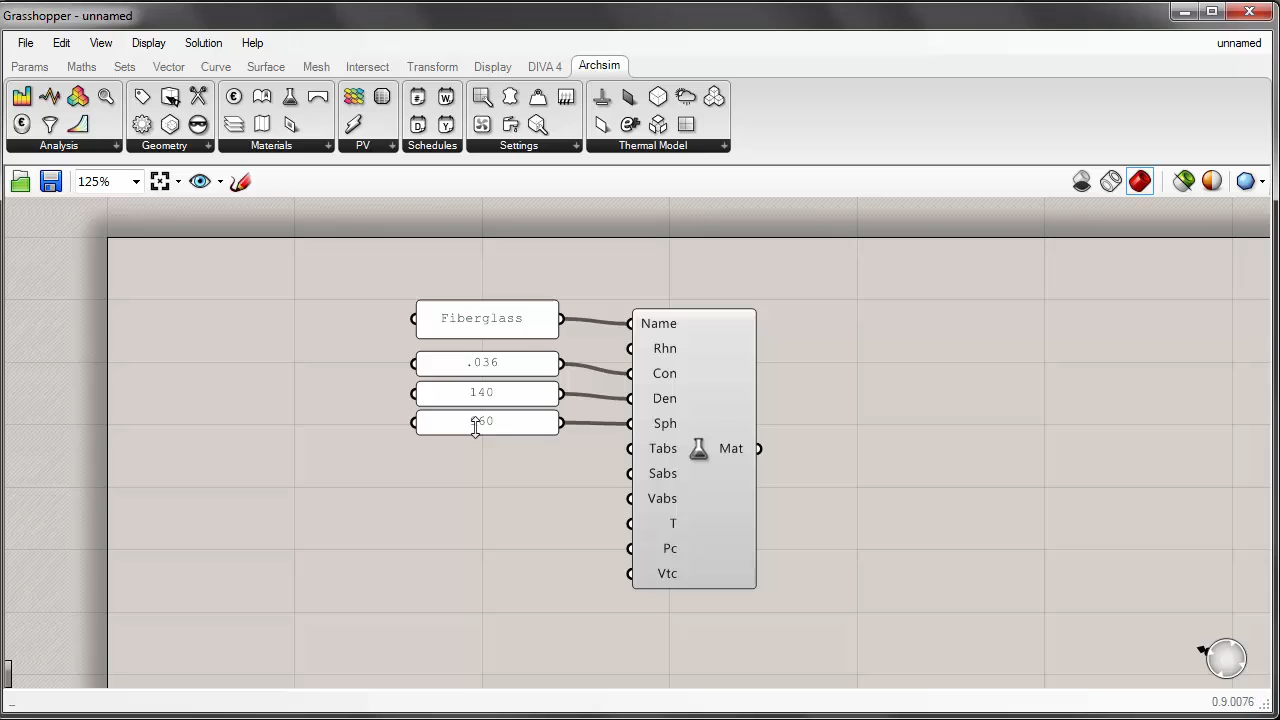 Grasshopper - unnamed
File Edit View Display Solution Help unnamed
Params Maths Sets Vector Curve Surface Mesh Intersect Transform Display DIVA 4 Archsim
Analysis Geometry Materials PV Schedules Settings Thermal Model
125%
Fiberglass
.036
140
Name
Rhn
Con
Den
Sph
Tabs
Sabs
Vabs
T
Pc
Vtc
Mat
0.9.0076